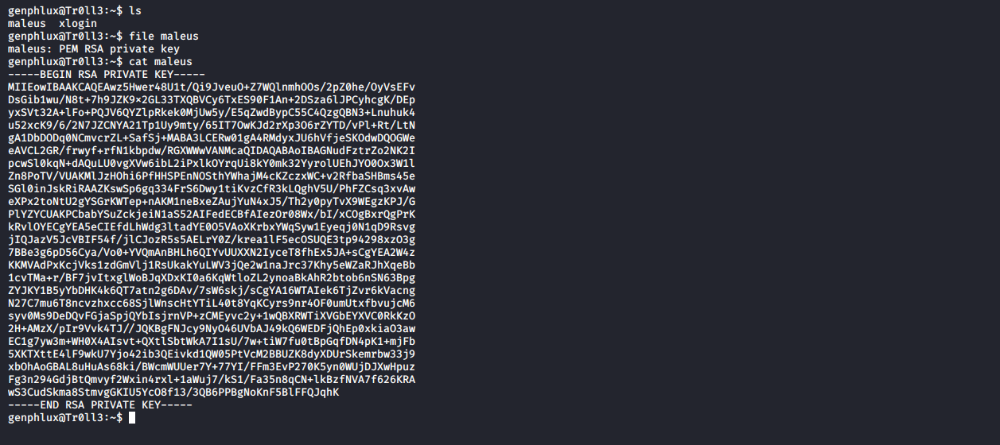 genphlux@Tr0ll3:~$ ls
maleus  xlogin
genphlux@Tr0ll3:~$ file maleus
maleus: PEM RSA private key
genphlux@Tr0ll3:~$ cat maleus
-----BEGIN RSA PRIVATE KEY-----
MIIEowIBAAKCAQEAwz5Hwer48U1t/Qi9JveuO+Z7WQlnmhOOs/2pZ0he/OyVsEFv
DsGib1wu/N8t+7h9JZK9×2GL33TXQBVCy6TxES90F1An+2DSza6lJPCyhcgK/DEp
yxSVt32A+lFo+PQJV6QYZlpRkek0MjUw5y/E5qZwdBypC55C4QzgQBN3+Lnuhuk4
u52xcK9/6/2N7JZCNYA21Tp1Uy9mty/65IT7OwKJd2rXp3O6rZYTD/vPl+Rt/LtN
gA1DbDODq0NCmvcrZL+SafSj+MABA3LCERw01gA4RMdyxJU6hVfjeSKOdwDQOGWe
eAVCL2GR/frwyf+rfN1kbpdw/RGXWWwVANMcaQIDAQABAoIBAGNudFztrZo2NK2I
pcwSl0kqN+dAQuLU0vgXVw6ibL2iPxlkOYrqUi8kY0mk32YyrolUEhJYO0Ox3W1l
Zn8PoTV/VUAKMlJzHOhi6PfHHSPEnNOSthYWhajM4cKZczxWC+v2RfbaSHBms45e
SGl0inJskRiRAAZKswSp6gq334FrS6Dwy1tiKvzCfR3kLQghV5U/PhFZCsq3xvAw
eXPx2toNtU2gYSGrKWTep+nAKM1neBxeZAujYuN4xJ5/Th2y0pyTvX9WEgzKPJ/G
PlYZYCUAKPCbabYSuZckjeiN1aS52AIFedECBfAIezOr08Wx/bI/xCOgBxrQgPrK
kRvlOYECgYEA5eCIEfdLhWdg3ltadYE0O5VAoXKrbxYWqSyw1Eyeqj0N1qD9Rsvg
jIQJazV5JcVBIF54f/jlCJozR5s5AELrY0Z/krea1lF5ecOSUQE3tp94298xzO3g
7BBe3g6pD56Cya/Vo0+YVQmAnBHLh6QIYvUUXXN2IyceT8fhEx5JA+sCgYEA2W4z
KKMVAdPxKcjVks1zdGmVlj1RsUkakYuLWV3jQe2w1naJrc37Khy5eWZaRJhXqeBb
1cvTMa+r/BF7jvItxglWoBJqXDxKI0a6KqWtloZL2ynoaBkAhR2btob6nSN63Bpg
ZYJKY1B5yYbDHK4k6QT7atn2g6DAv/7sW6skj/sCgYA16WTAIek6TjZvr6kVacng
N27C7mu6T8ncvzhxcc68SjlWnscHtYTiL40t8YqKCyrs9nr4OF0umUtxfbvujcM6
syv0Ms9DeDQvFGjaSpjQYbIsjrnVP+zCMEyvc2y+1wQBXRWTiXVGbEYXVC0RkKzO
2H+AMzX/pIr9Vvk4TJ//JQKBgFNJcy9NyO46UVbAJ49kQ6WEDFjQhEp0xkiaO3aw
EC1g7yw3m+WH0X4AIsvt+QXtlSbtWkA7I1sU/7w+tiW7fu0tBpGqfDN4pK1+mjFb
5XKTXttE4lF9wkU7Yjo42ib3QEivkd1QW05PtVcM2BBUZK8dyXDUrSkemrbw33j9
xbOhAoGBAL8uHuAs68ki/BWcmWUUer7Y+77YI/FFm3EvP270K5yn0WUjDJXwHpuz
Fg3n294GdjBtQmvyf2Wxin4rxl+1aWuj7/kS1/Fa35n8qCN+lkBzfNVA7f626KRA
wS3CudSkma8StmvgGKIU5YcO8f13/3QB6PPBgNoKnF5BlFFQJqhK
-----END RSA PRIVATE KEY-----
genphlux@Tr0ll3:~$